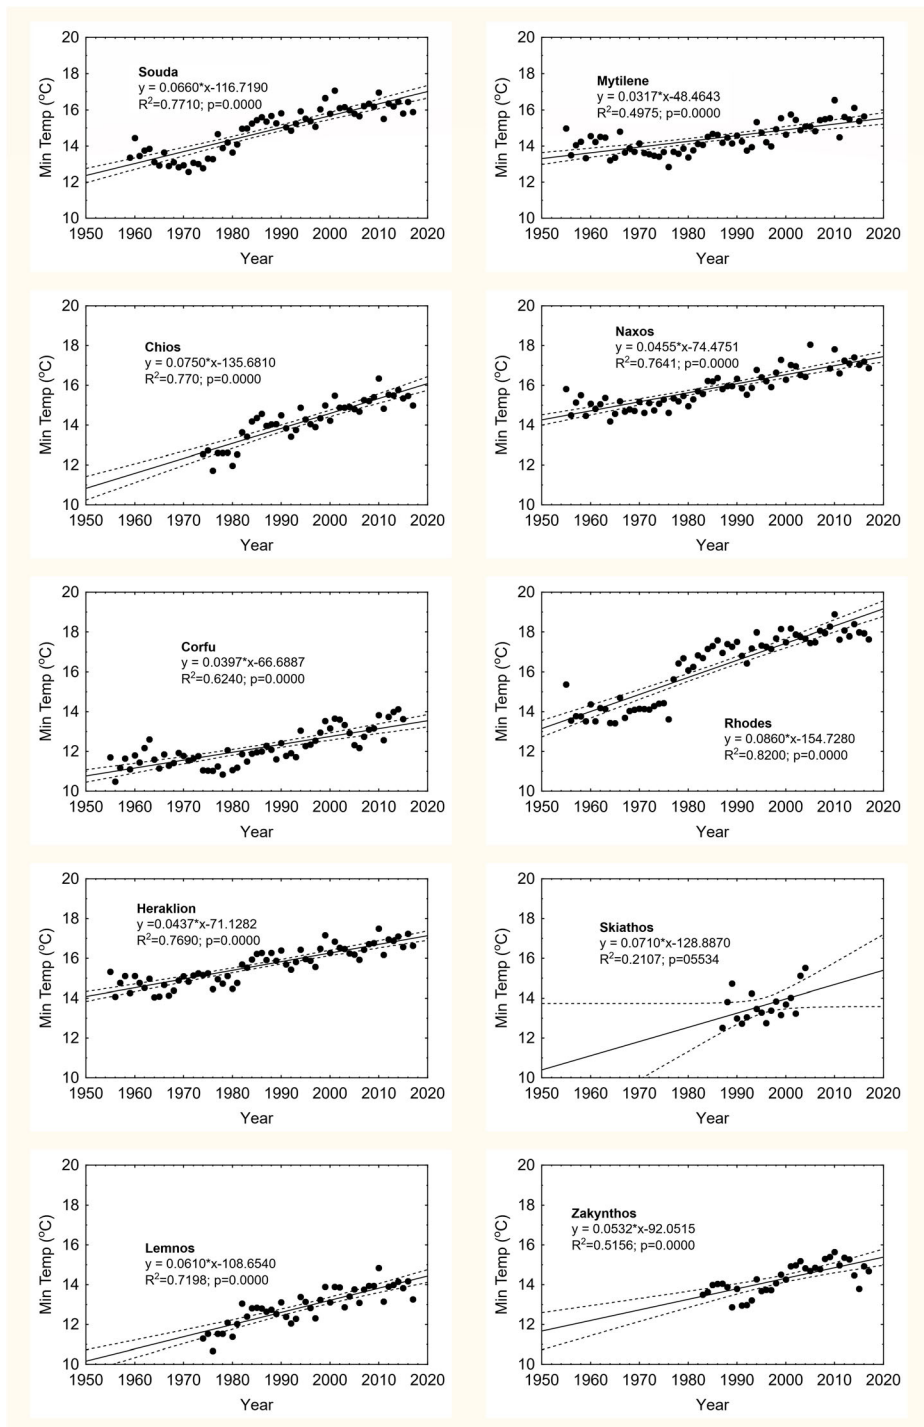 20
18
16
14
12
10
Min Temp (°C)
Souda
y = 0.0660*x-116.7190
R²=0.7710; p=0.0000
1950 1960 1970 1980 1990 2000 2010 2020
Year
20
18
16
14
12
10
Min Temp (°C)
Mytilene
y = 0.0317*x-48.4643
R²=0.4975; p=0.0000
1950 1960 1970 1980 1990 2000 2010 2020
Year
20
18
16
14
12
10
Min Temp (°C)
Chios
y = 0.0750*x-135.6810
R²=0.770; p=0.0000
1950 1960 1970 1980 1990 2000 2010 2020
Year
20
18
16
14
12
10
Min Temp (°C)
Naxos
y = 0.0455*x-74.4751
R²=0.7641; p=0.0000
1950 1960 1970 1980 1990 2000 2010 2020
Year
20
18
16
14
12
10
Min Temp (°C)
Corfu
y = 0.0397*x-66.6887
R²=0.6240; p=0.0000
1950 1960 1970 1980 1990 2000 2010 2020
Year
20
18
16
14
12
10
Min Temp (°C)
Rhodes
y = 0.0860*x-154.7280
R²=0.8200; p=0.0000
1950 1960 1970 1980 1990 2000 2010 2020
Year
20
18
16
14
12
10
Min Temp (°C)
Heraklion
y =0.0437*x-71.1282
R²=0.7690; p=0.0000
1950 1960 1970 1980 1990 2000 2010 2020
Year
20
18
16
14
12
10
Min Temp (°C)
Skiathos
y = 0.0710*x-128.8870
R²=0.2107; p=05534
1950 1960 1970 1980 1990 2000 2010 2020
Year
20
18
16
14
12
10
Min Temp (°C)
Lemnos
y = 0.0610*x-108.6540
R²=0.7198; p=0.0000
1950 1960 1970 1980 1990 2000 2010 2020
Year
20
18
16
14
12
10
Min Temp (°C)
Zakynthos
y = 0.0532*x-92.0515
R²=0.5156; p=0.0000
1950 1960 1970 1980 1990 2000 2010 2020
Year